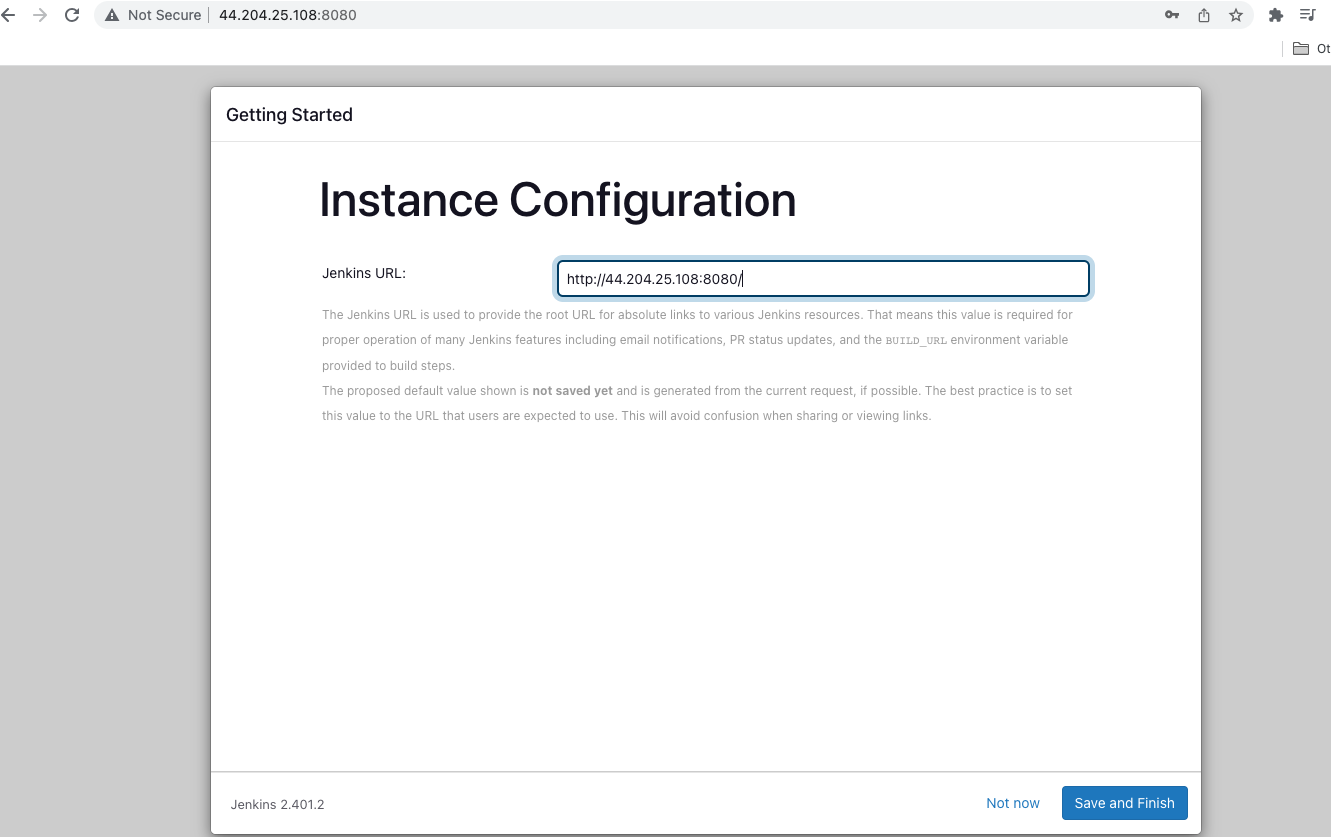 Not Secure 44.204.25.108:8080
Ot
Getting Started
Instance Configuration
Jenkins URL:
http://44.204.25.108:8080/
The Jenkins URL is used to provide the root URL for absolute links to various Jenkins resources. That means this value is required for
proper operation of many Jenkins features including email notifications, PR status updates, and the BUILD_URL environment variable
provided to build steps.
The proposed default value shown is not saved yet and is generated from the current request, if possible. The best practice is to set
this value to the URL that users are expected to use. This will avoid confusion when sharing or viewing links.
Jenkins 2.401.2
Not now
Save and Finish